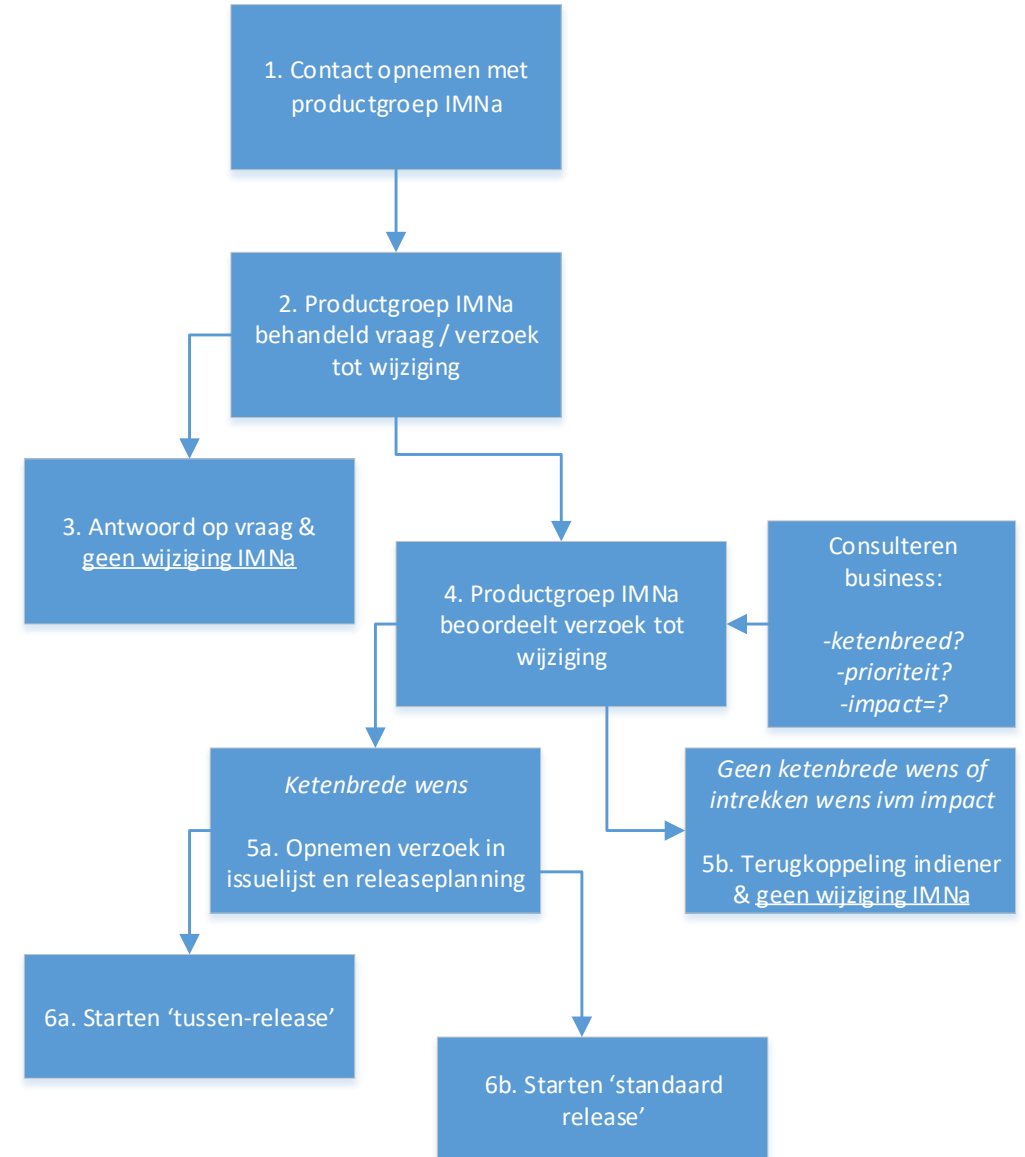 1. Contact opnemen met
productgroep IMNa
2. Productgroep IMNa
behandeld vraag / verzoek
tot wijziging
3. Antwoord op vraag &
geen wijziging IMNa
4. Productgroep IMNa
beoordeelt verzoek tot
wijziging
Consulteren
business:
-ketenbreed?
-prioriteit?
-impact=?
Ketenbrede wens
5a. Opnemen verzoek in
issuelijst en releaseplanning
Geen ketenbrede wens of
intrekken wens ivm impact
5b. Terugkoppeling indiener
& geen wijziging IMNa
6a. Starten ‘tussen-release’
6b. Starten ‘standaard
release’